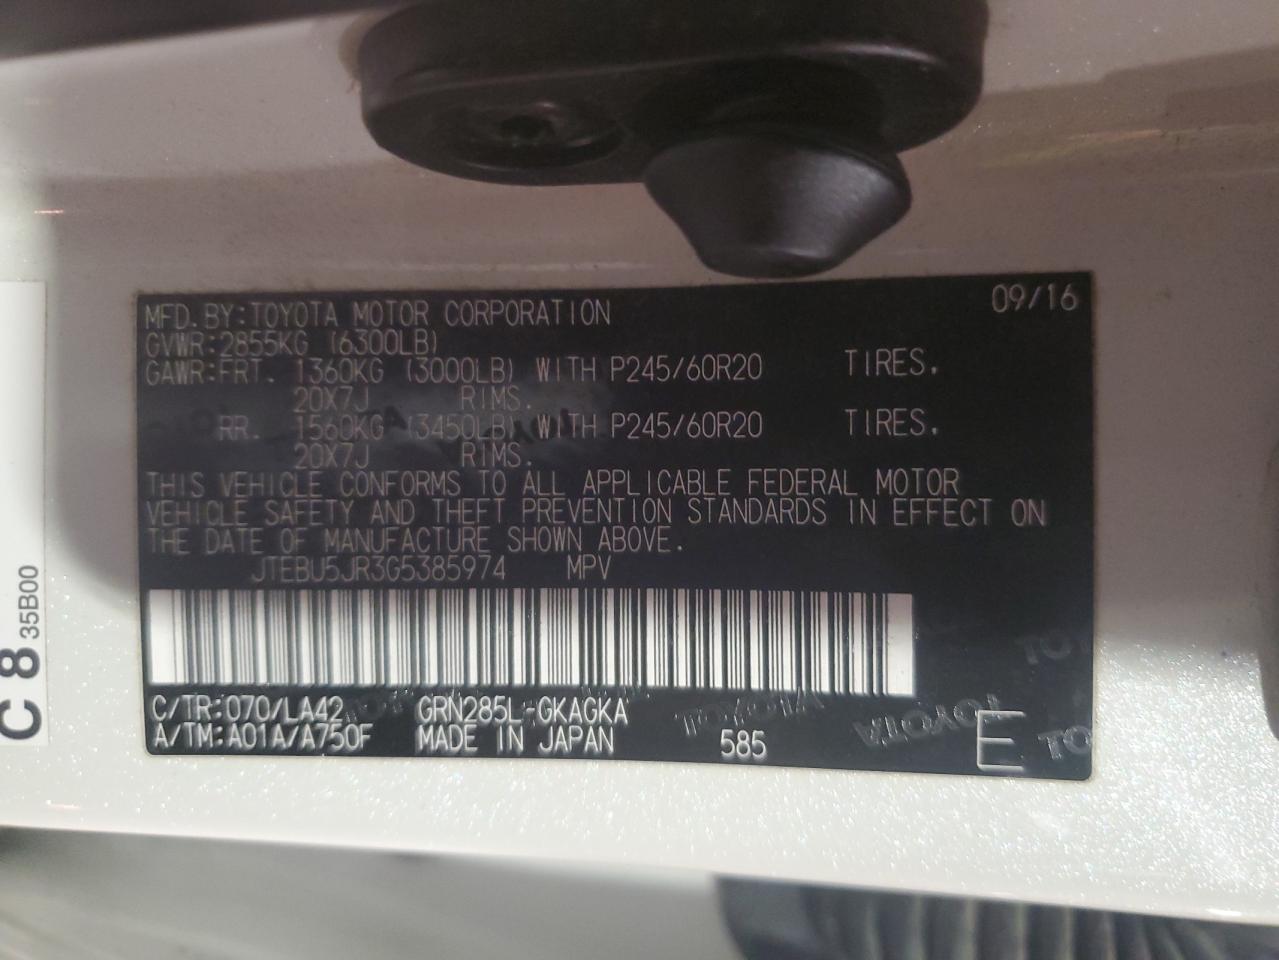 MFD.BY:TOYOTA MOTOR CORPORATION 09/16
GVWR:2855KG (6300LB)
GAWR:FRT. 1360KG (3000LB) WITH P245/60R20 TIRES.
20X7J RIMS.
RR. 1560KG (3450LB) WITH P245/60R20 TIRES.
20X7J RIMS.
THIS VEHICLE CONFORMS TO ALL APPLICABLE FEDERAL MOTOR
VEHICLE SAFETY AND THEFT PREVENTION STANDARDS IN EFFECT ON
THE DATE OF MANUFACTURE SHOWN ABOVE.
JTEBU5JR3G5385974 MPV
C/TR:070/LA42 GRN285L-GKAGKA
A/TM:A01A/A750F MADE IN JAPAN 585 E
TOYOTA
TOYOTA
C8 35B00